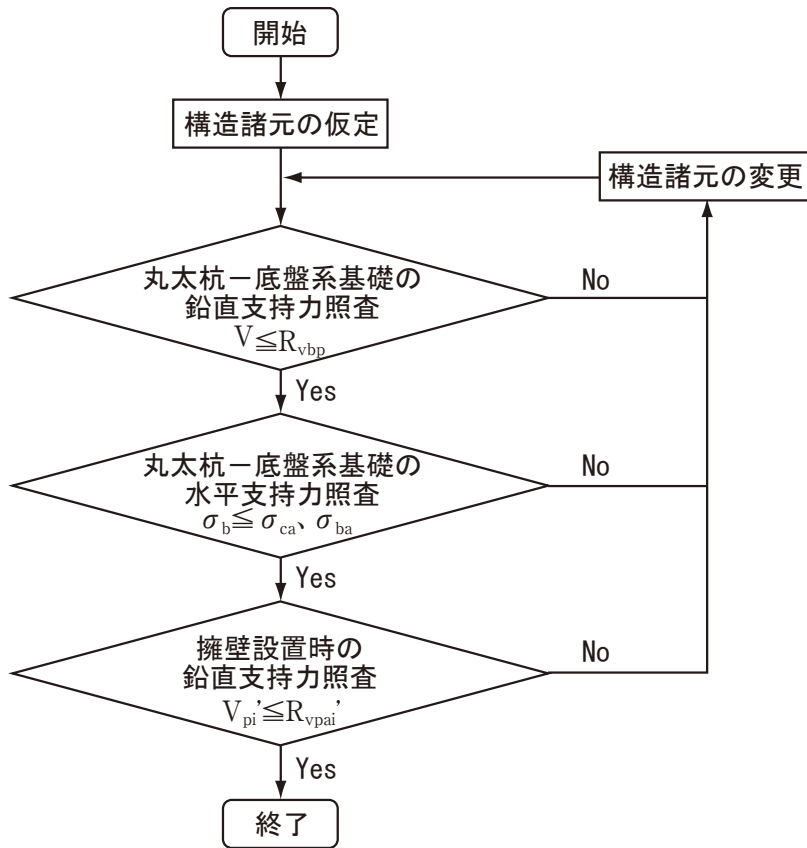 開始
構造諸元の仮定
構造諸元の変更
丸太杭－底盤系基礎の
鉛直支持力照査
V≦Rvbp
No
Yes
丸太杭－底盤系基礎の
水平支持力照査
σb≦σca、σba
No
Yes
擁壁設置時の
鉛直支持力照査
Vpi'≦Rvpai'
No
Yes
終了